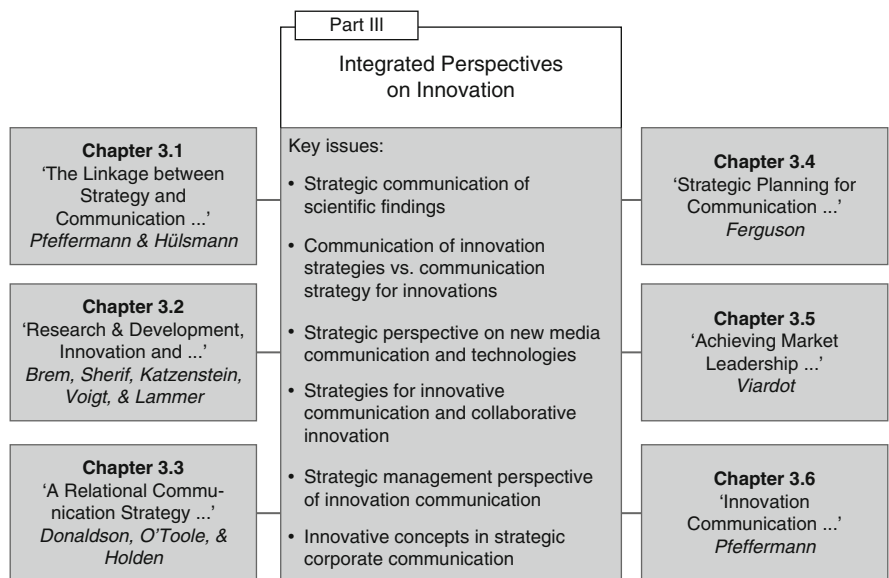 Part III
Integrated Perspectives
on Innovation
Chapter 3.1
‘The Linkage between
Strategy and
Communication ...’
Pfeffermann & Hülsmann
Chapter 3.2
‘Research & Development,
Innovation and ...’
Brem, Sherif, Katzenstein,
Voigt, & Lammer
Chapter 3.3
‘A Relational Commu-
nication Strategy ...’
Donaldson, O’Toole, &
Holden
Key issues:
• Strategic communication of
scientific findings
• Communication of innovation
strategies vs. communication
strategy for innovations
• Strategic perspective on new media
communication and technologies
• Strategies for innovative
communication and collaborative
innovation
• Strategic management perspective
of innovation communication
• Innovative concepts in strategic
corporate communication
Chapter 3.4
‘Strategic Planning for
Communication ...’
Ferguson
Chapter 3.5
‘Achieving Market
Leadership ...’
Viardot
Chapter 3.6
‘Innovation
Communication ...’
Pfeffermann